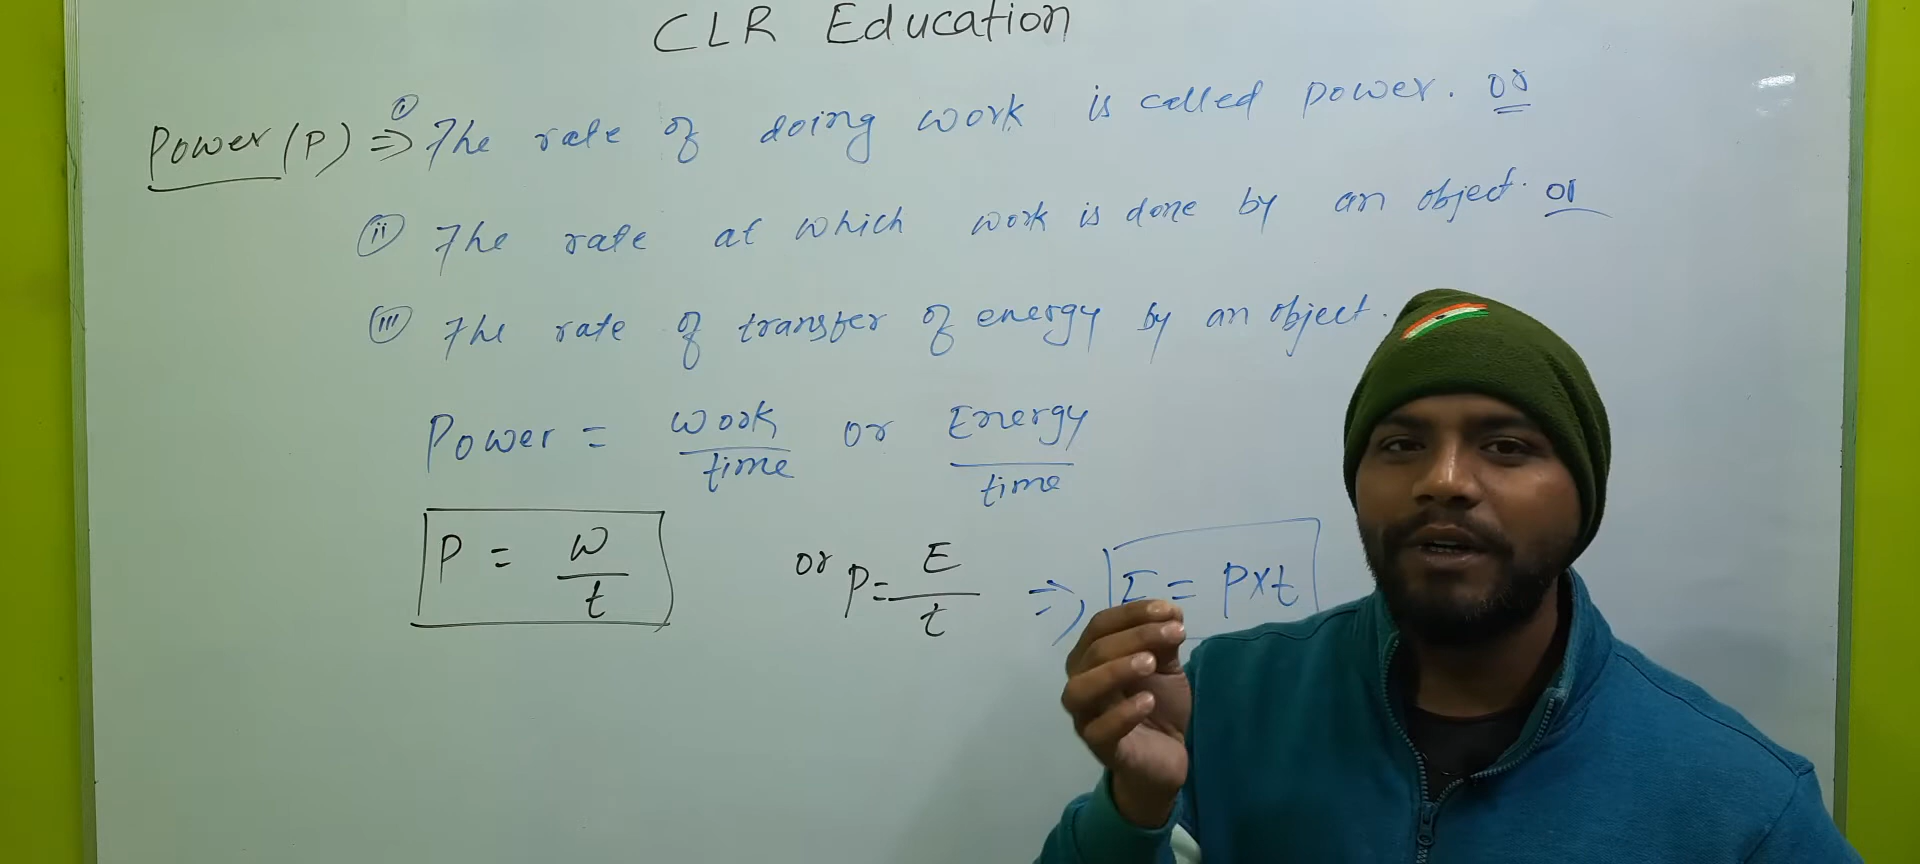 CLR Education
Power (P) ⇒ (i) The rate of doing work is called power. or
(ii) The rate at which work is done by an object. or
(iii) The rate of transfer of energy by an object.
Power = work/time or Energy/time
P = w/t or P = E/t ⇒, E = P×t